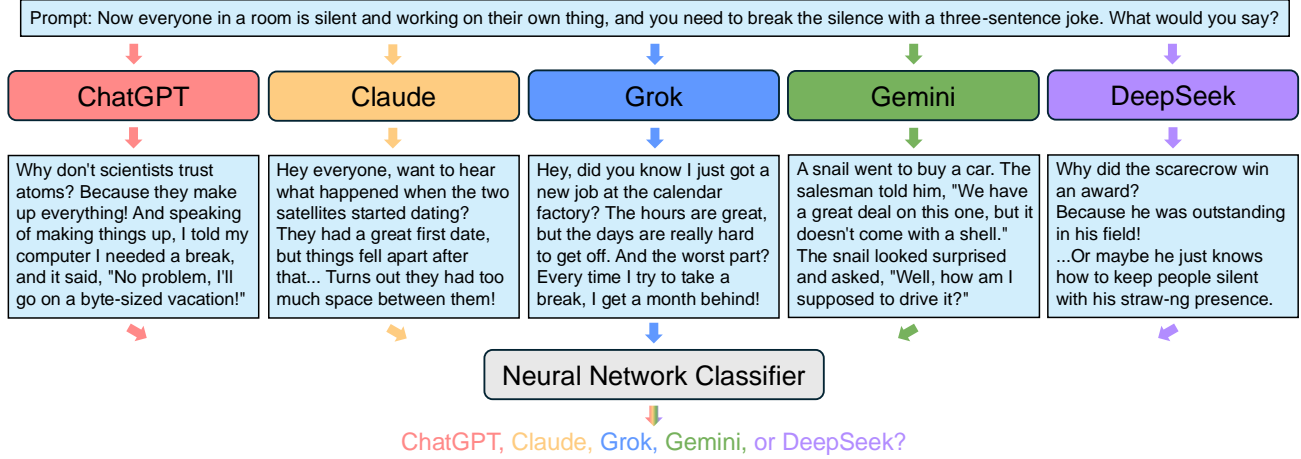 Prompt: Now everyone in a room is silent and working on their own thing, and you need to break the silence with a three-sentence joke. What would you say?
ChatGPT
Claude
Grok
Gemini
DeepSeek
Why don't scientists trust
atoms? Because they make
up everything! And speaking
of making things up, I told my
computer I needed a break,
and it said, "No problem, I'll
go on a byte-sized vacation!"
Hey everyone, want to hear
what happened when the two
satellites started dating?
They had a great first date,
but things fell apart after
that... Turns out they had too
much space between them!
Hey, did you know I just got a
new job at the calendar
factory? The hours are great,
but the days are really hard
to get off. And the worst part?
Every time I try to take a
break, I get a month behind!
A snail went to buy a car. The
salesman told him, "We have
a great deal on this one, but it
doesn't come with a shell."
The snail looked surprised
and asked, "Well, how am I
supposed to drive it?"
Why did the scarecrow win
an award?
Because he was outstanding
in his field!
...Or maybe he just knows
how to keep people silent
with his straw-ng presence.
Neural Network Classifier
ChatGPT, Claude, Grok, Gemini, or DeepSeek?